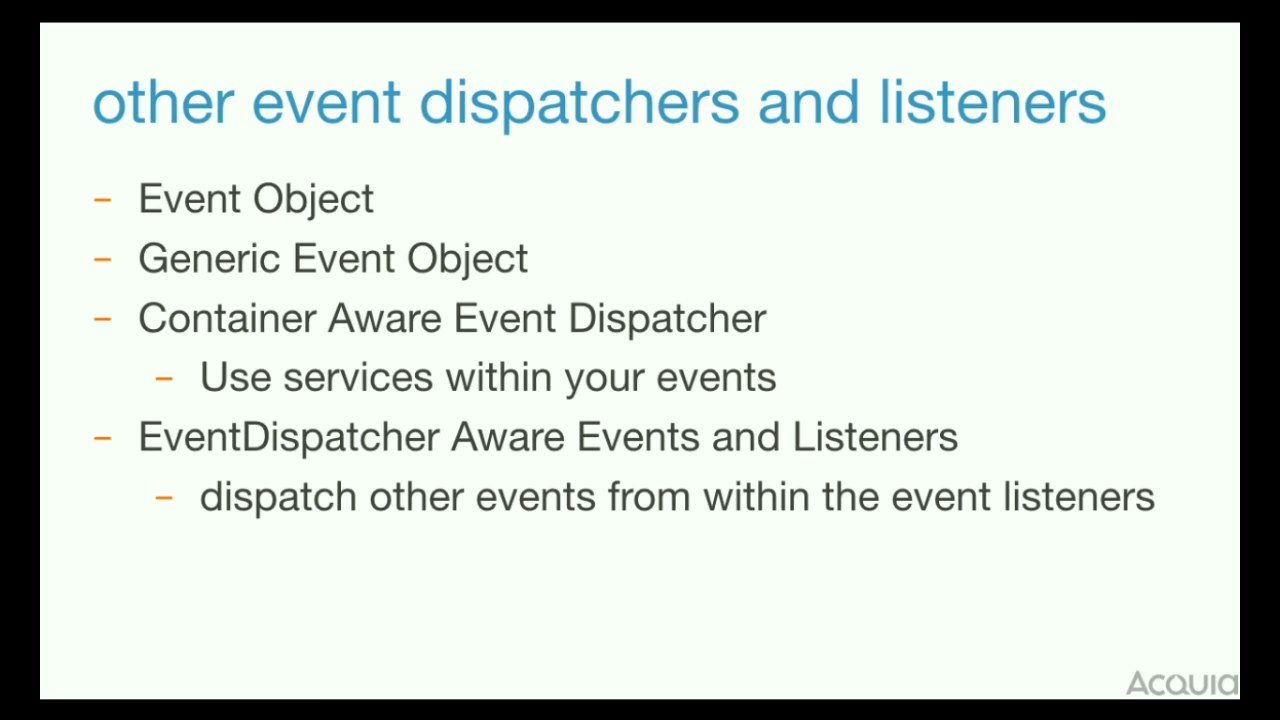 other event dispatchers and listeners
– Event Object
– Generic Event Object
– Container Aware Event Dispatcher
– Use services within your events
– EventDispatcher Aware Events and Listeners
– dispatch other events from within the event listeners
Acquia